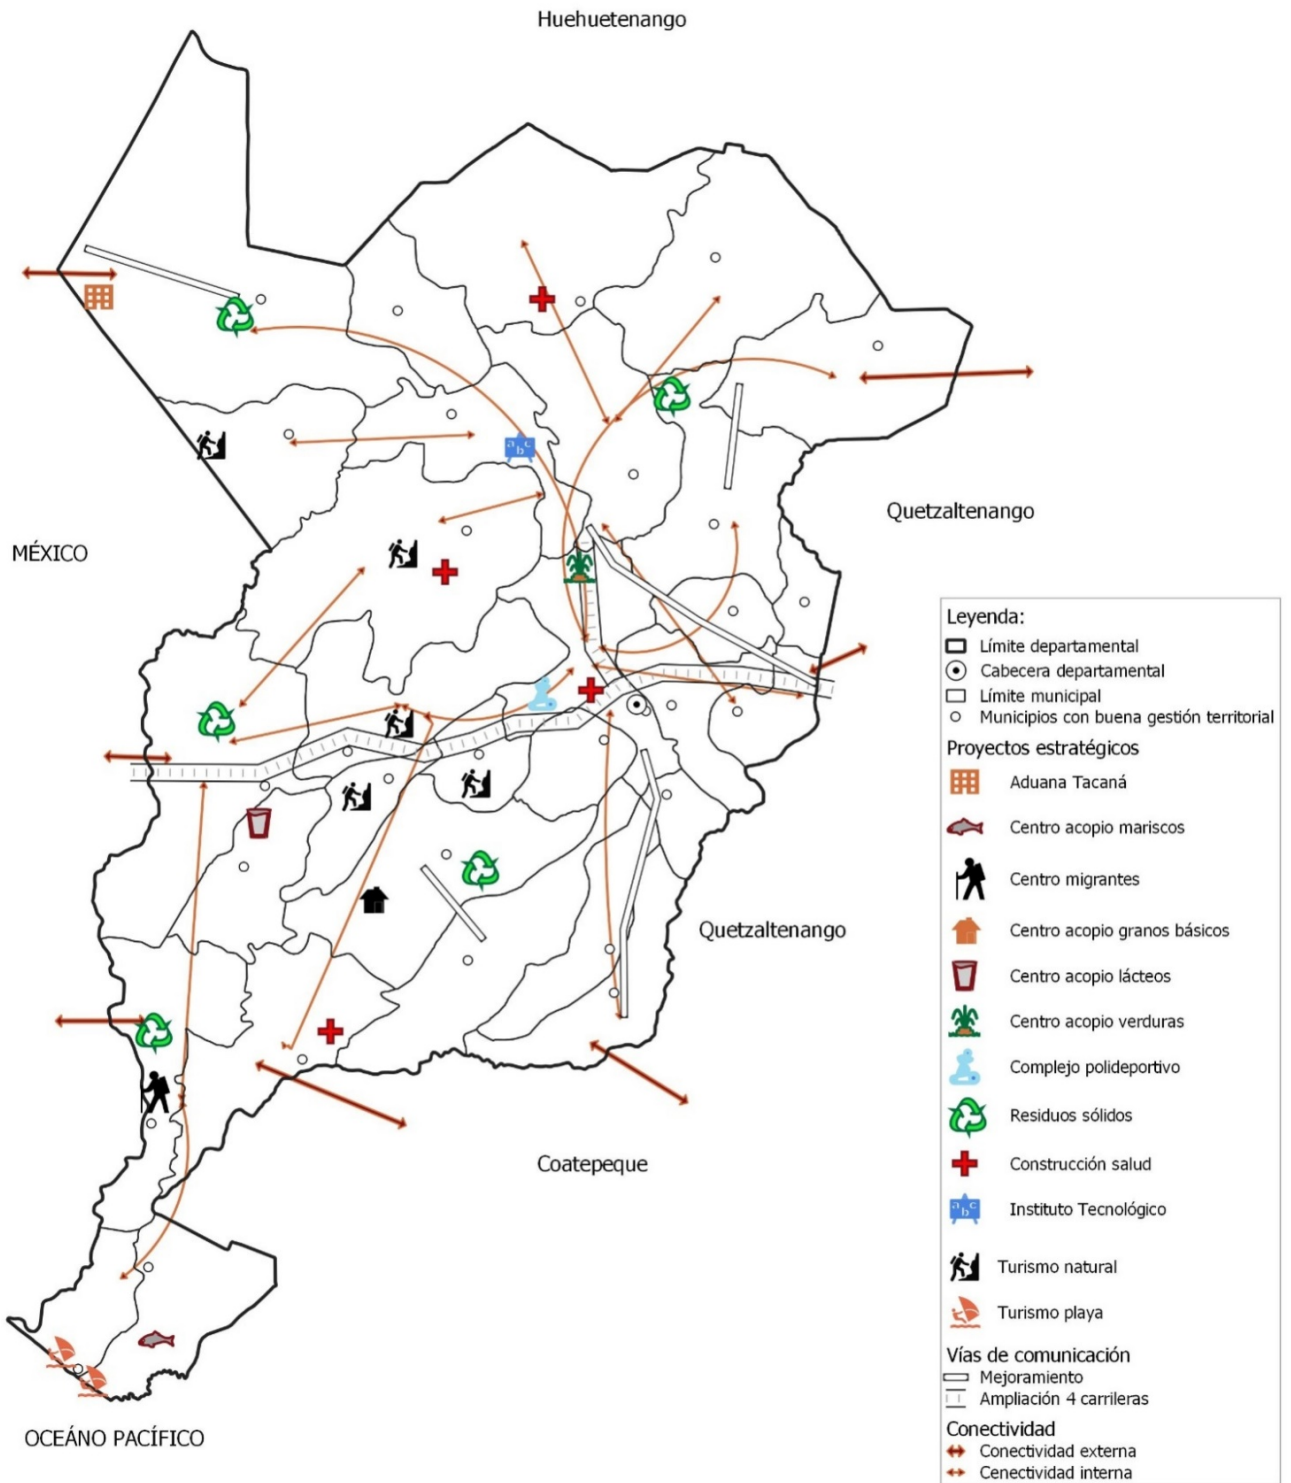 Huehuetenango
Quetzaltenango
MÉXICO
Quetzaltenango
Coatepeque
OCEÁNO PACÍFICO
Leyenda:
Límite departamental
Cabecera departamental
Límite municipal
Municipios con buena gestión territorial
Proyectos estratégicos
Aduana Tacaná
Centro acopio mariscos
Centro migrantes
Centro acopio granos básicos
Centro acopio lácteos
Centro acopio verduras
Complejo polideportivo
Residuos sólidos
Construcción salud
a b c
Instituto Tecnológico
Turismo natural
Turismo playa
Vías de comunicación
Mejoramiento
Ampliación 4 carrileras
Conectividad
Conectividad externa
Cenectividad interna
a b c